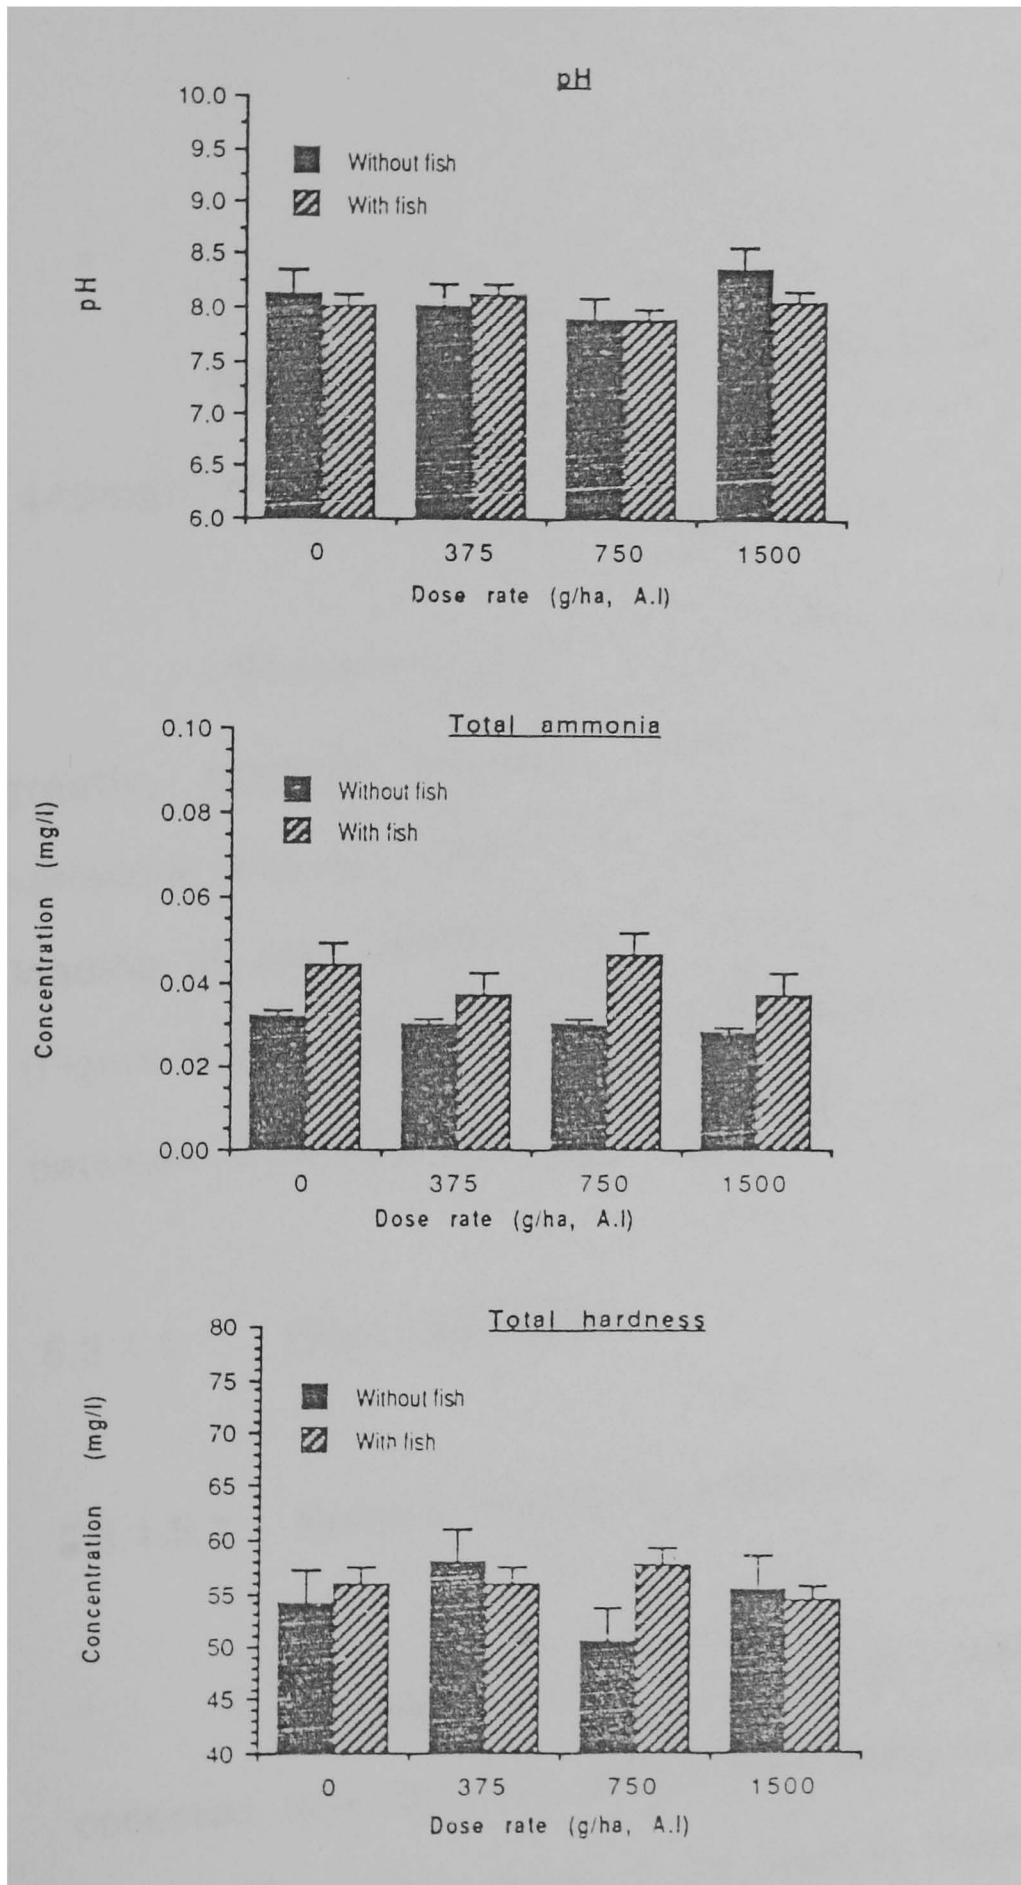 pH
10.0
9.5
9.0
8.5
8.0
7.5
7.0
6.5
6.0
pH
Without fish
With fish
0 375 750 1500
Dose rate (g/ha, A.I)
Total ammonia
0.10
0.08
0.06
0.04
0.02
0.00
Concentration (mg/l)
Without fish
With fish
0 375 750 1500
Dose rate (g/ha, A.I)
Total hardness
80
75
70
65
60
55
50
45
40
Concentration (mg/l)
Without fish
With fish
0 375 750 1500
Dose rate (g/ha, A.I)